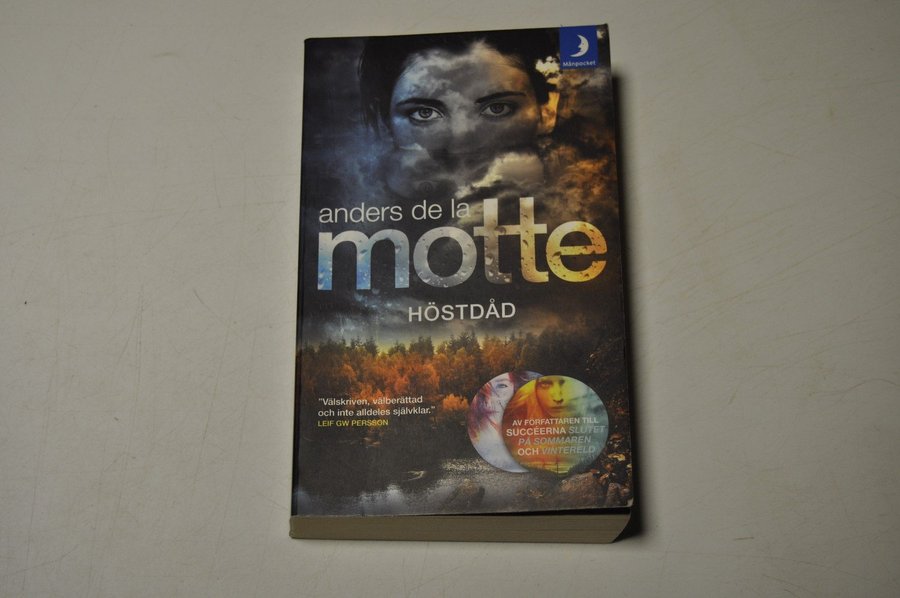 Månpocket
anders de la
motte
HÖSTDÅD
"Välskriven, välberättad
och inte alldeles självklar."
LEIF GW PERSSON
AV FÖRFATTAREN TILL
SUCCÉERNA SLUTET
PÅ SOMMAREN
OCH VINTERELD